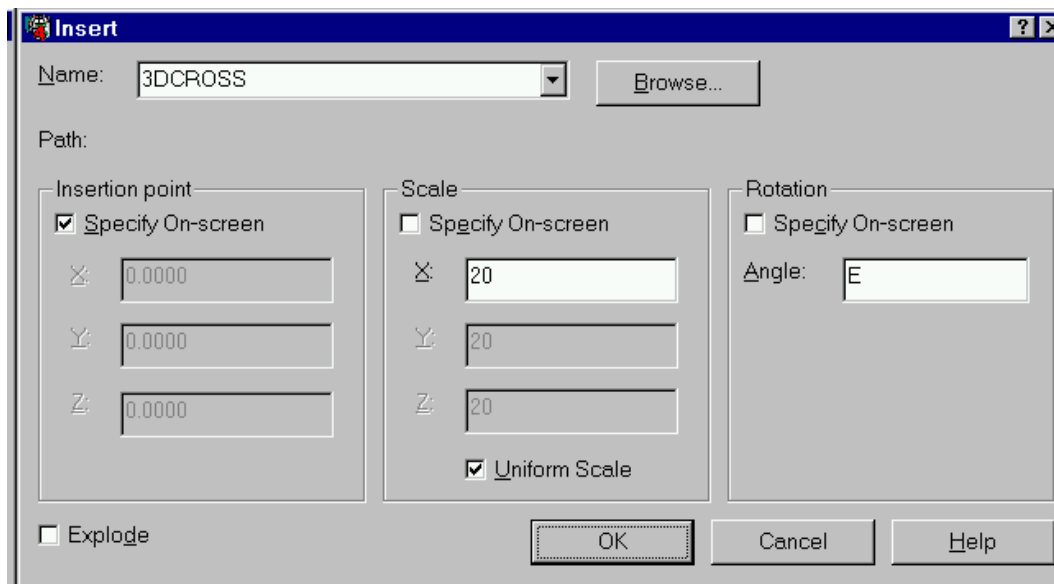 Insert
Name: 3DCROSS Browse...
Path:
Insertion point
Specify On-screen
X: 0.0000
Y: 0.0000
Z: 0.0000
Scale
Specify On-screen
X: 20
Y: 20
Z: 20
Uniform Scale
Rotation
Specify On-screen
Angle: E
Explode
OK Cancel Help